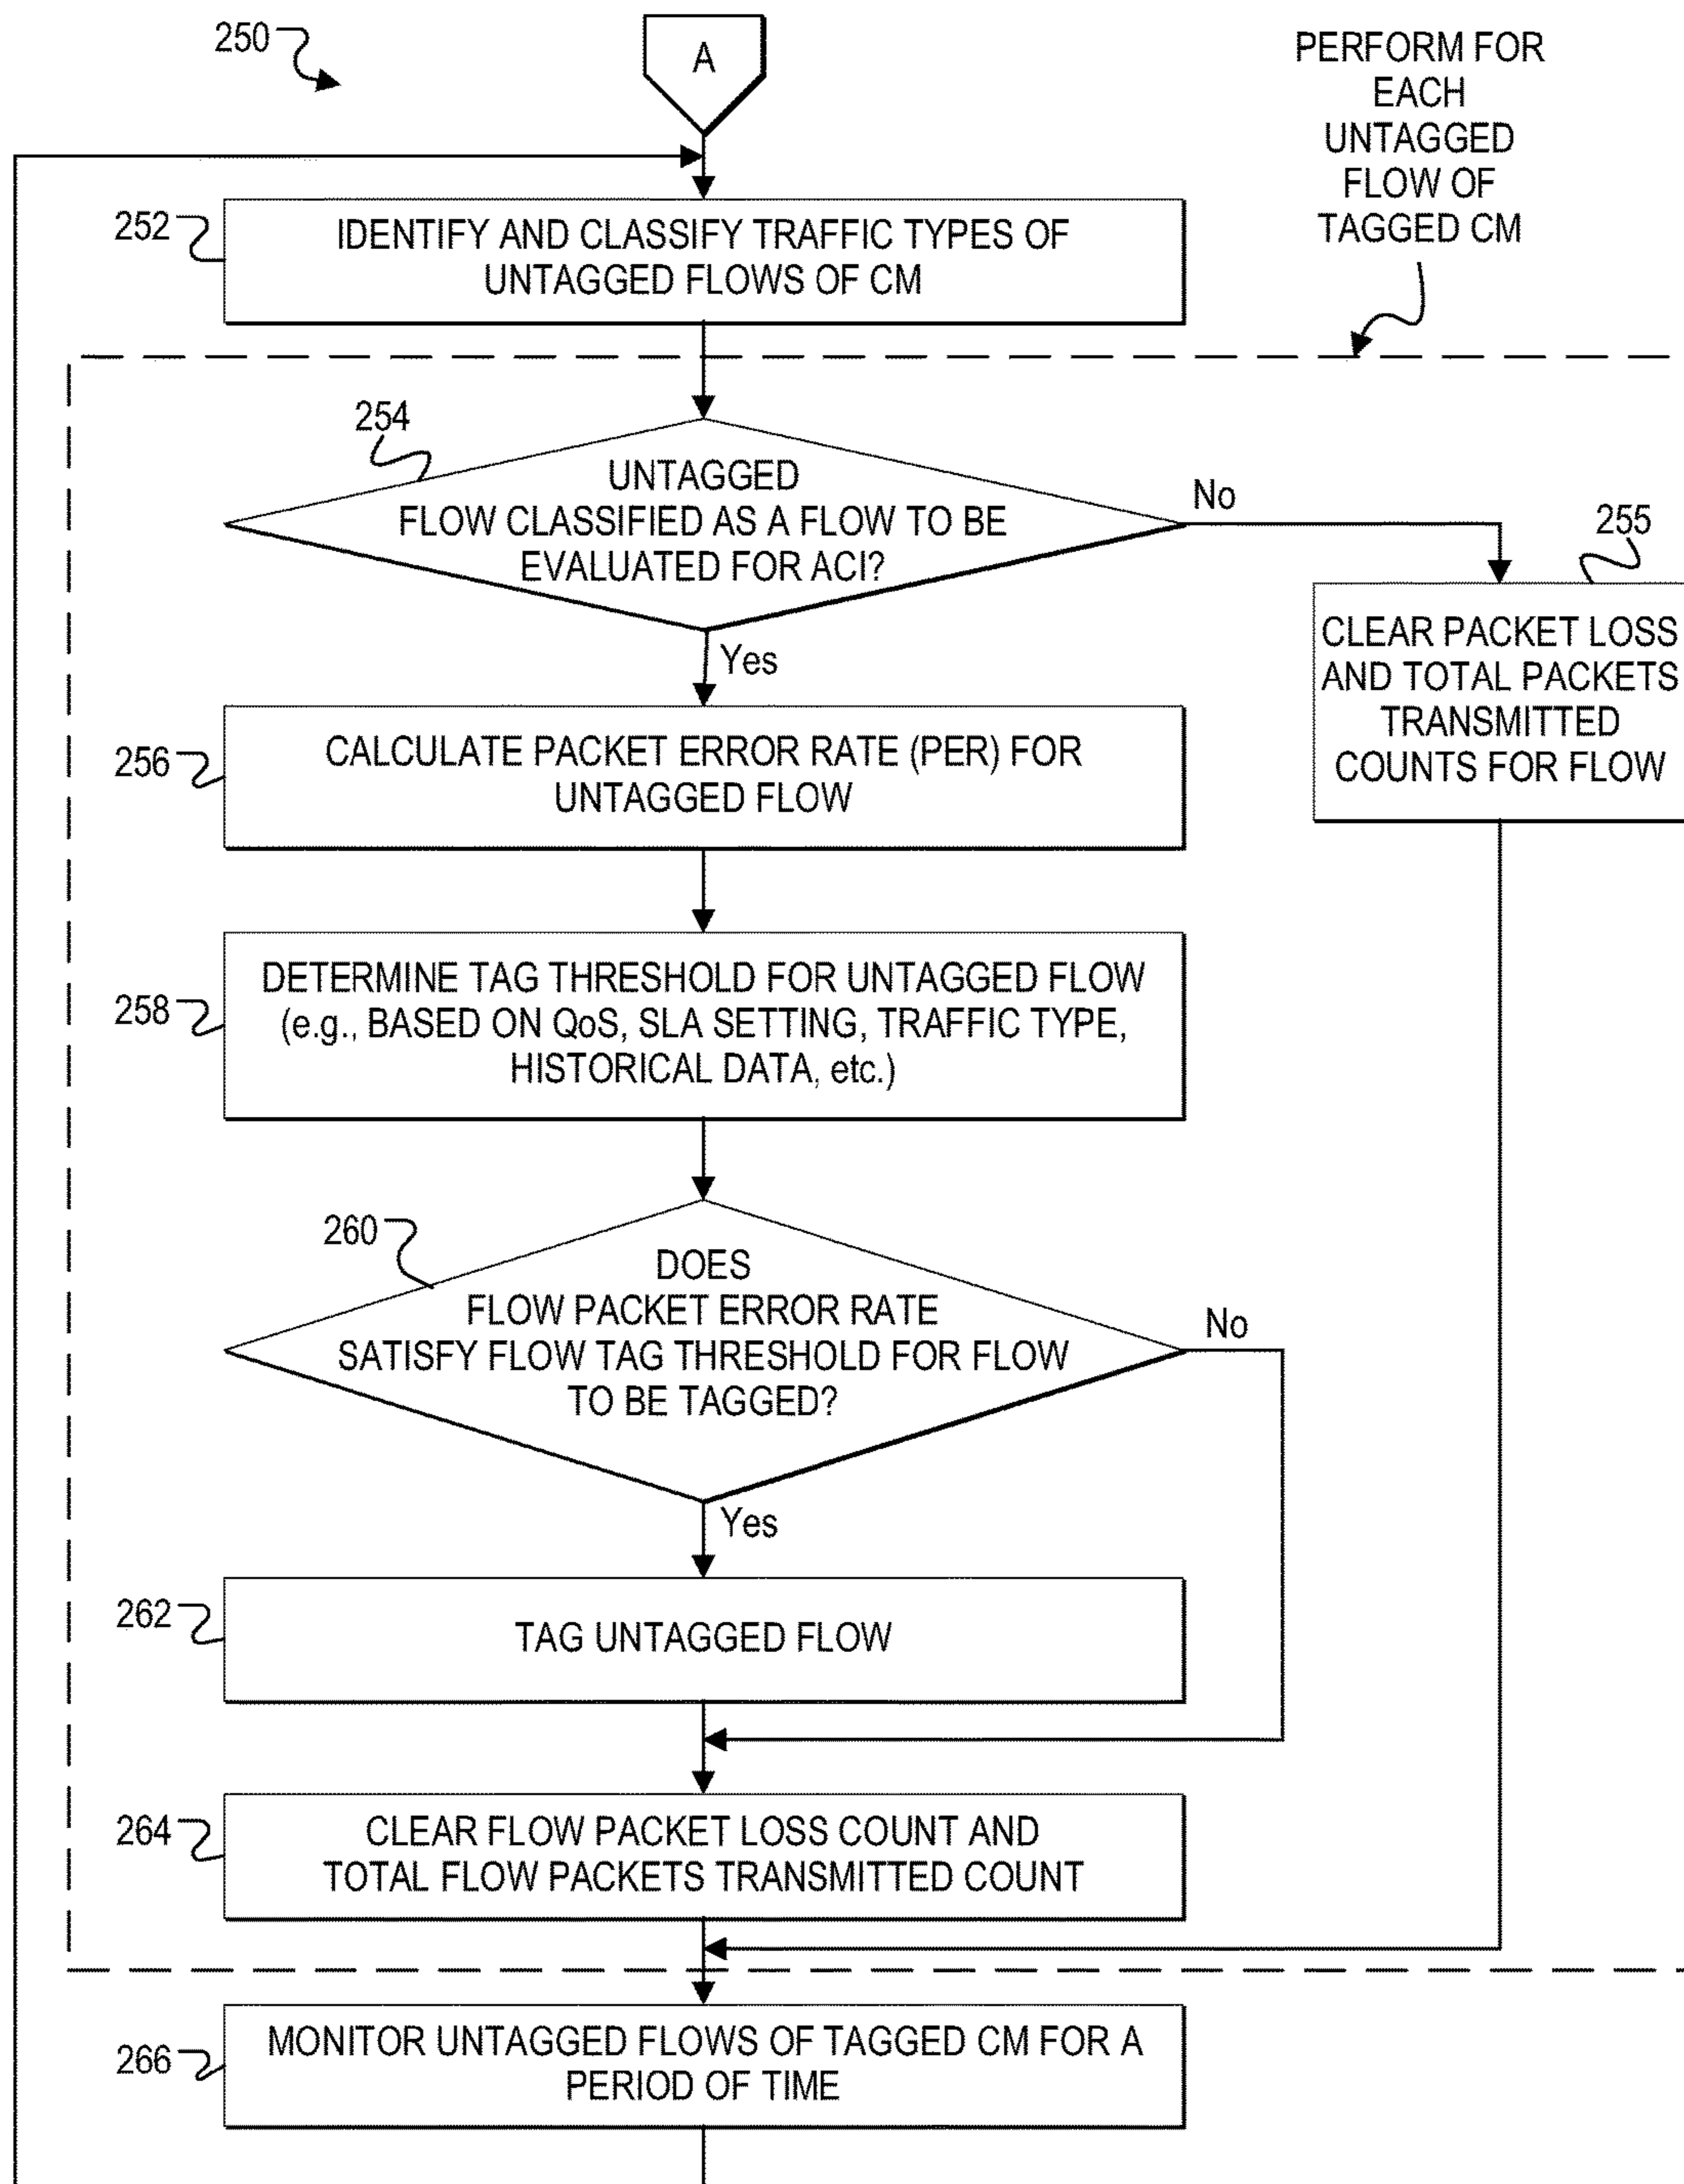 250
A
PERFORM FOR
EACH
UNTAGGED
FLOW OF
TAGGED CM
252
IDENTIFY AND CLASSIFY TRAFFIC TYPES OF
UNTAGGED FLOWS OF CM
254
UNTAGGED
FLOW CLASSIFIED AS A FLOW TO BE
EVALUATED FOR ACI?
No
255
CLEAR PACKET LOSS
AND TOTAL PACKETS
TRANSMITTED
COUNTS FOR FLOW
Yes
256
CALCULATE PACKET ERROR RATE (PER) FOR
UNTAGGED FLOW
258
DETERMINE TAG THRESHOLD FOR UNTAGGED FLOW
(e.g., BASED ON QoS, SLA SETTING, TRAFFIC TYPE,
HISTORICAL DATA, etc.)
260
DOES
FLOW PACKET ERROR RATE
SATISFY FLOW TAG THRESHOLD FOR FLOW
TO BE TAGGED?
No
Yes
262
TAG UNTAGGED FLOW
264
CLEAR FLOW PACKET LOSS COUNT AND
TOTAL FLOW PACKETS TRANSMITTED COUNT
266
MONITOR UNTAGGED FLOWS OF TAGGED CM FOR A
PERIOD OF TIME